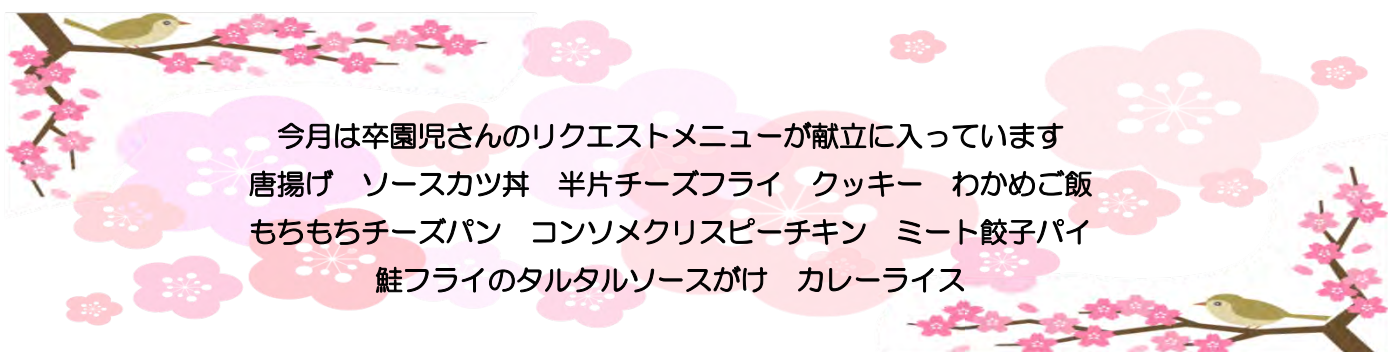 今月は卒園児さんのリクエストメニューが献立に入っています
唐揚げ　ソースカツ丼　半片チーズフライ　クッキー　わかめご飯
もちもちチーズパン　コンソメクリスピーチキン　ミート餃子パイ
鮭フライのタルタルソースがけ　カレーライス